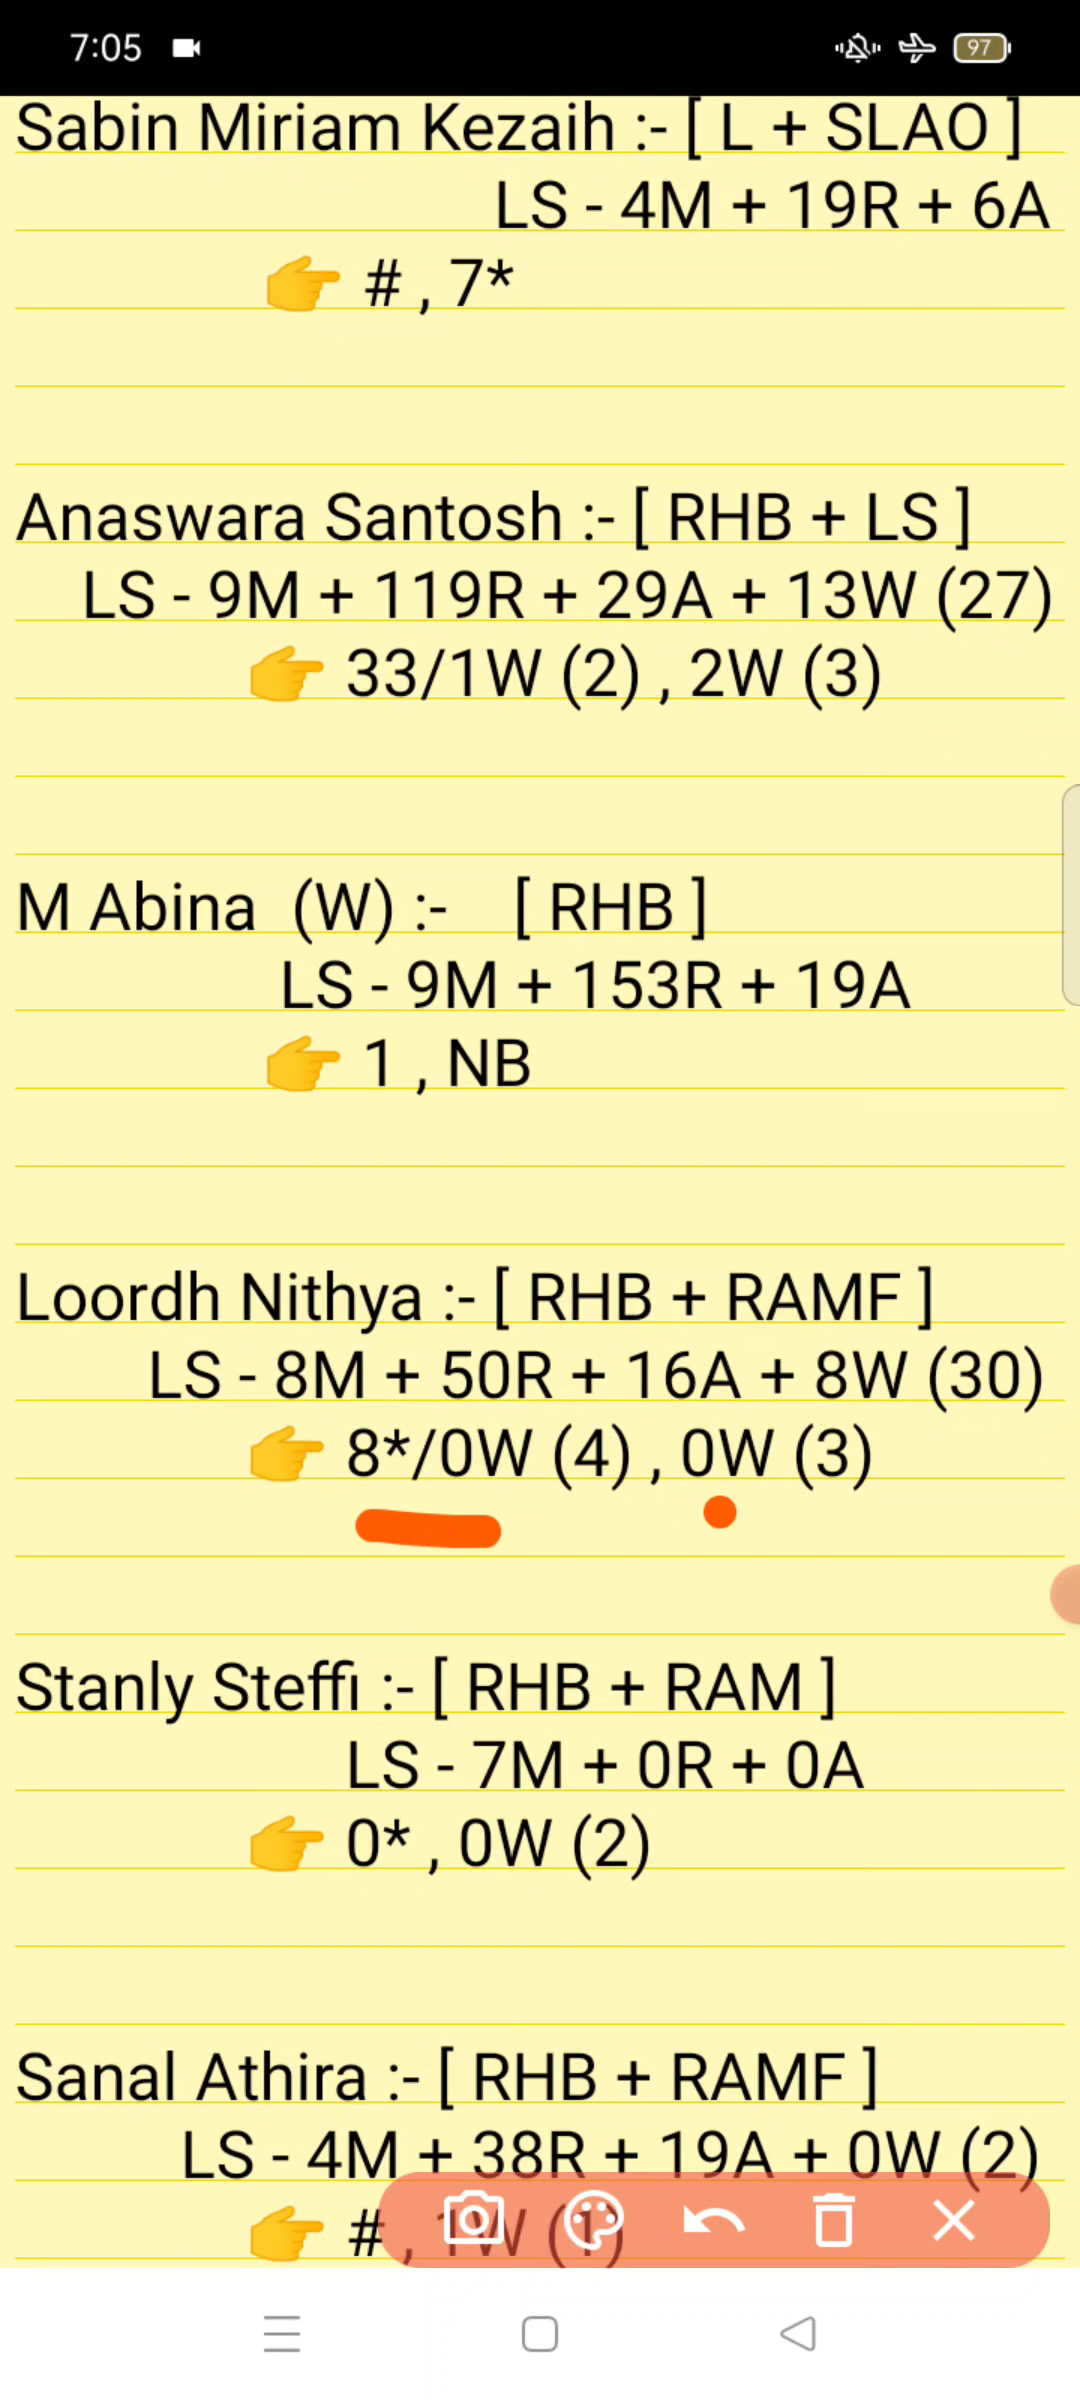 7:05
97
Sabin Miriam Kezaih :- [ L + SLAO ]
LS - 4M + 19R + 6A
👉 # , 7*
Anaswara Santosh :- [ RHB + LS ]
LS - 9M + 119R + 29A + 13W (27)
👉 33/1W (2) , 2W (3)
M Abina (W) :- [ RHB ]
LS - 9M + 153R + 19A
👉 1 , NB
Loordh Nithya :- [ RHB + RAMF ]
LS - 8M + 50R + 16A + 8W (30)
👉 8*/0W (4) , 0W (3)
Stanly Steffi :- [ RHB + RAM ]
LS - 7M + 0R + 0A
👉 0* , 0W (2)
Sanal Athira :- [ RHB + RAMF ]
LS - 4M + 38R + 19A + 0W (2)
👉 # , 1W (1)